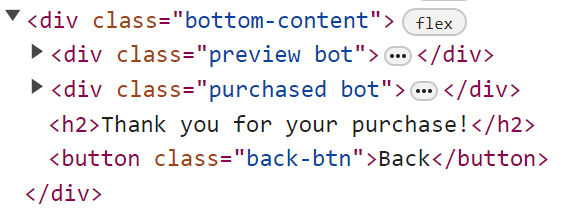 <div class="bottom-content"> flex
<div class="preview bot">•••</div>
<div class="purchased bot">•••</div>
<h2>Thank you for your purchase!</h2>
<button class="back-btn">Back</button>
</div>